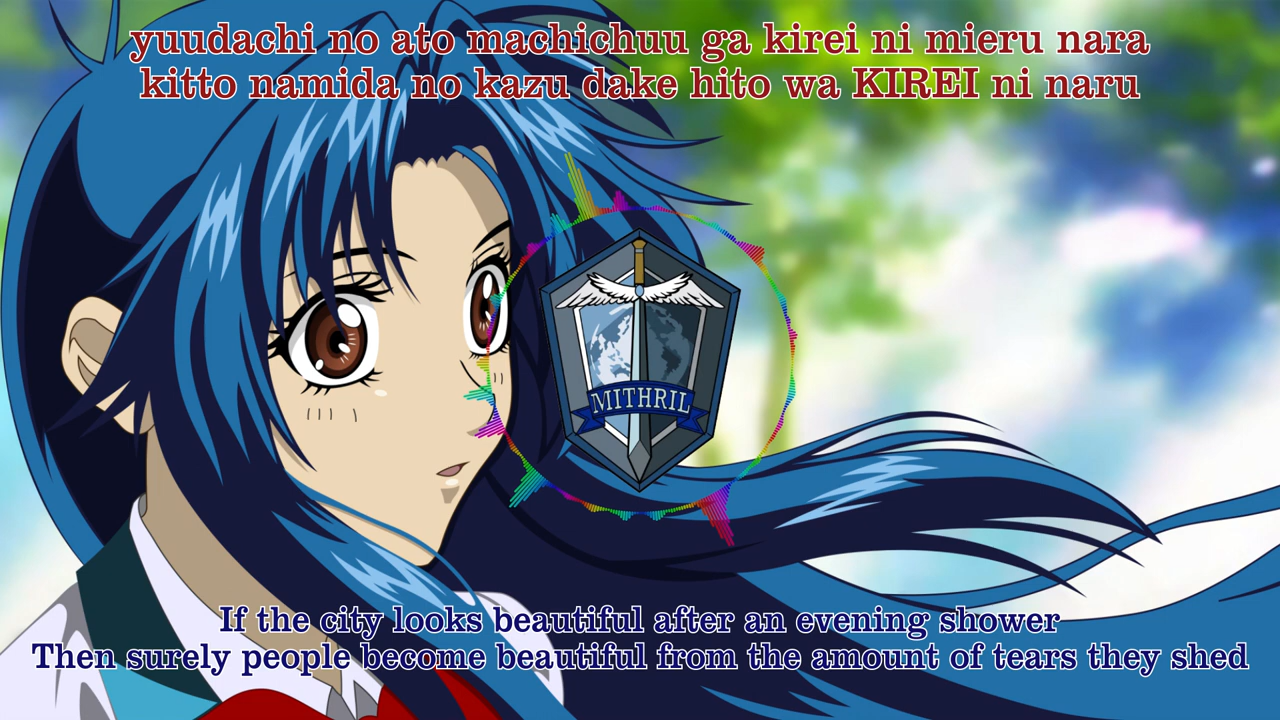 yuudachi no ato machichuu ga kirei ni mieru nara
kitto namida no kazu dake hito wa KIREI ni naru
MITHRIL
If the city looks beautiful after an evening shower
Then surely people become beautiful from the amount of tears they shed